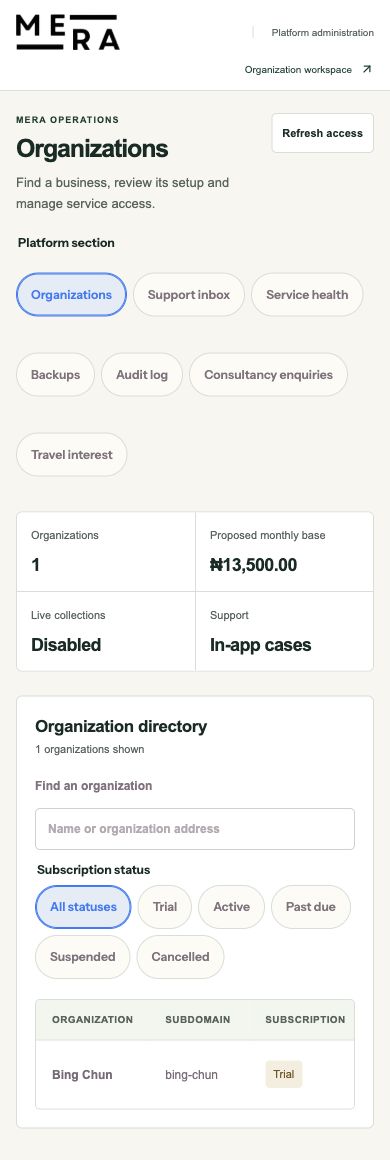 MERA
Platform administration
Organization workspace
MERA OPERATIONS
Organizations
Refresh access
Find a business, review its setup and
manage service access.
Platform section
Organizations
Support inbox
Service health
Backups
Audit log
Consultancy enquiries
Travel interest
Organizations
Proposed monthly base
1
₦13,500.00
Live collections
Support
Disabled
In-app cases
Organization directory
1 organizations shown
Find an organization
Name or organization address
Subscription status
All statuses
Trial
Active
Past due
Suspended
Cancelled
ORGANIZATION
SUBDOMAIN
SUBSCRIPTION
Bing Chun
bing-chun
Trial